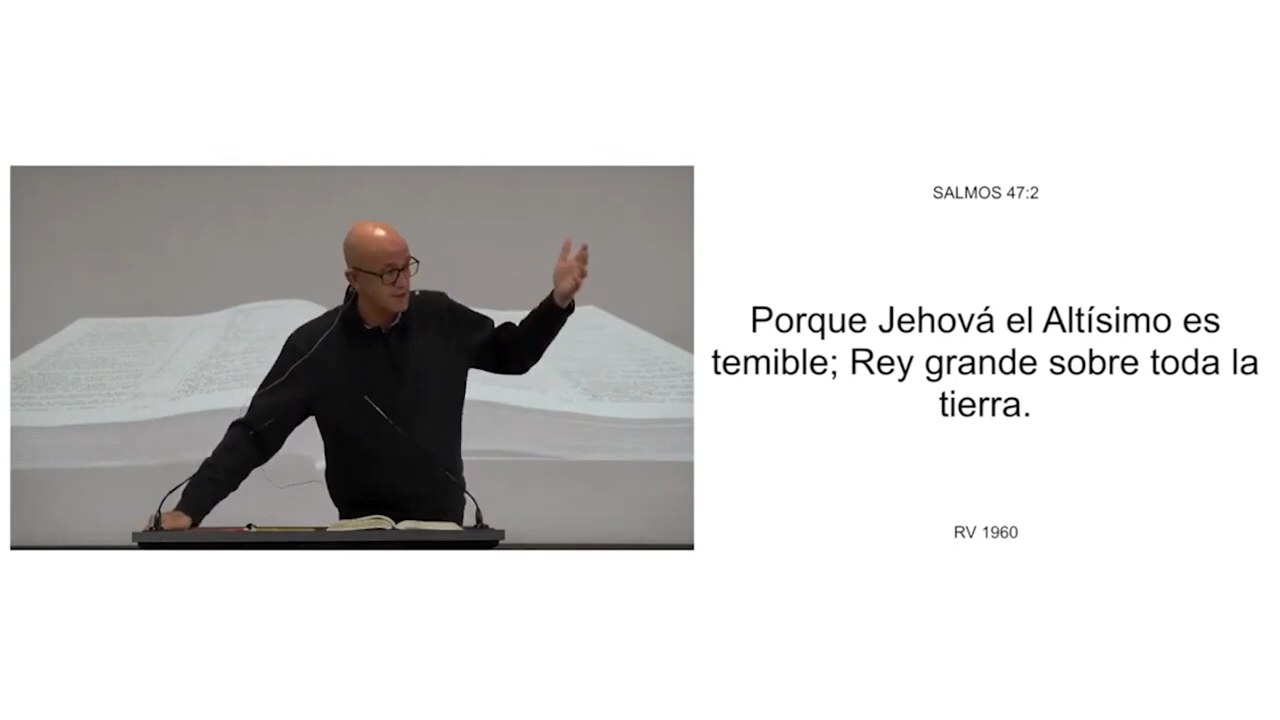 SALMOS 47:2
Porque Jehová el Altísimo es
temible; Rey grande sobre toda la
tierra.
RV 1960